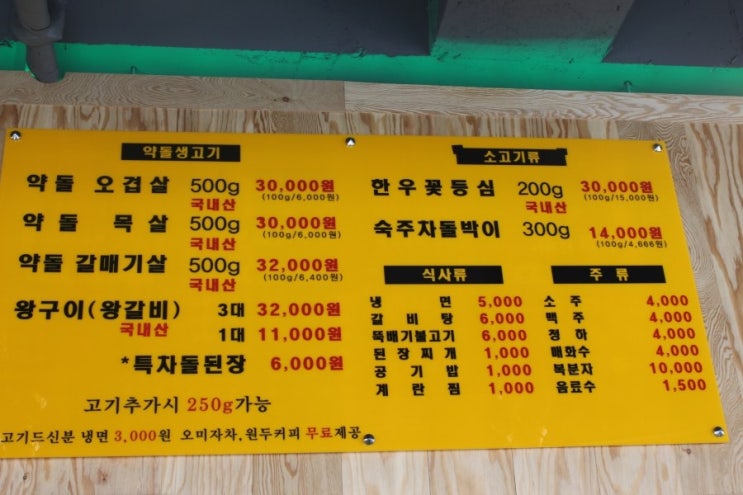 약돌생고기
약돌 오겹살 500g 30,000원
국내산 (100g/6,000원)
약돌 목살 500g 30,000원
국내산 (100g/6,000원)
약돌 갈매기살 500g 32,000원
국내산 (100g/6,400원)
왕구이(왕갈비) 3대 32,000원
국내산 1대 11,000원
*특차돌된장 6,000원
고기추가시 250g가능
고기드신분 냉면 3,000원 오미자차,원두커피 무료제공
소고기류
한우꽃등심 200g 30,000원
국내산 (100g/15,000원)
숙주차돌박이 300g 14,000원
(100g/4,666원)
식사류
냉면 5,000
갈비탕 6,000
뚝배기불고기 6,000
된장찌개 1,000
공기밥 1,000
계란찜 1,000
주류
소주 4,000
맥주 4,000
청하 4,000
매화수 4,000
복분자 10,000
음료수 1,500